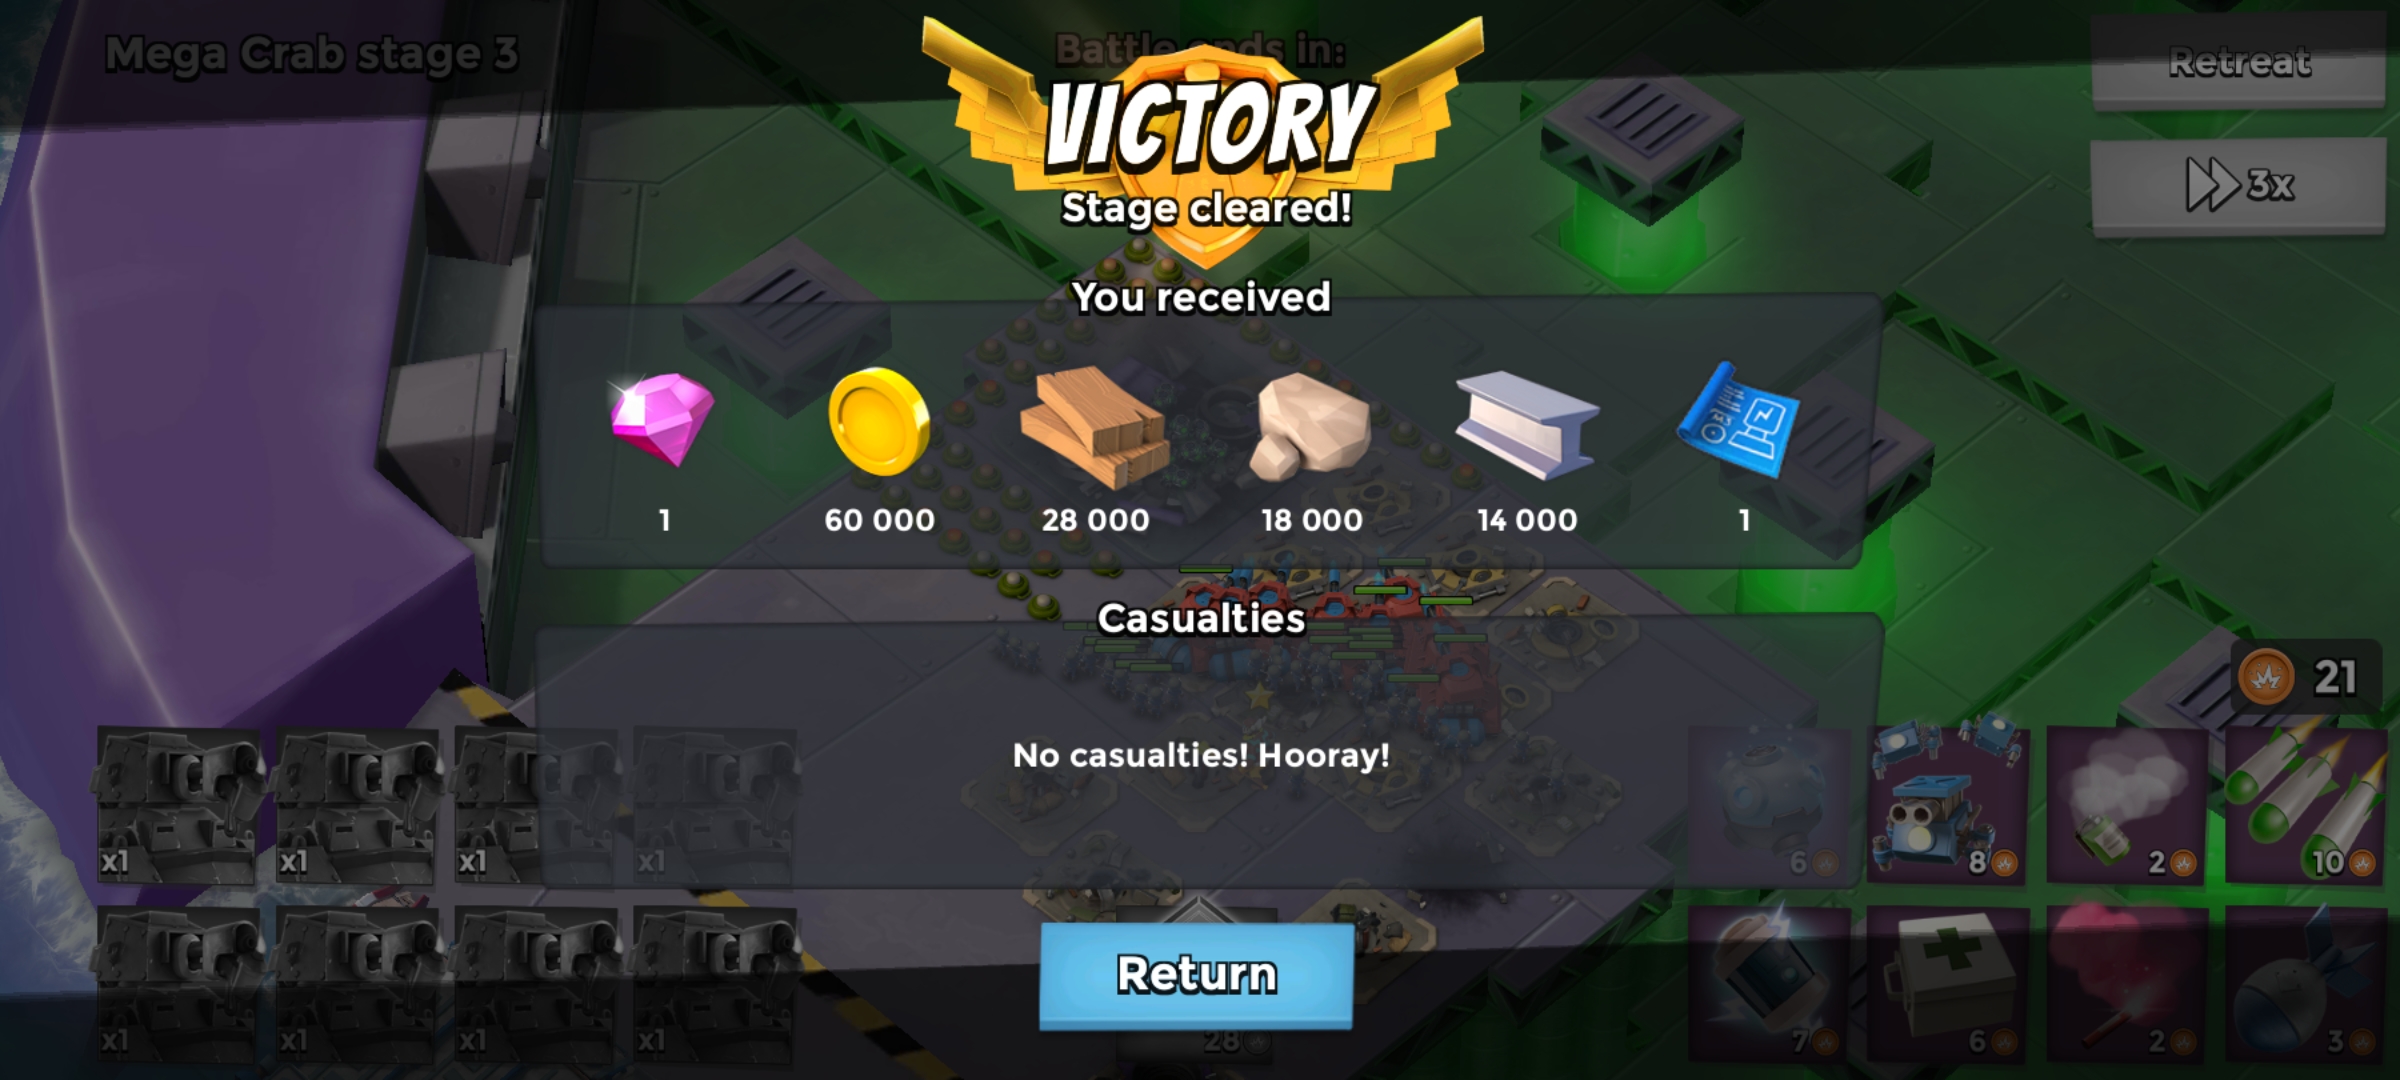 Mega Crab stage 3
Battle ends in:
Retreat
3x
VICTORY
Stage cleared!
You received
1
60 000
28 000
18 000
14 000
1
Casualties
No casualties! Hooray!
21
x1
x1
x1
x1
6
8
2
10
Return
x1
x1
x1
x1
28
7
6
2
3